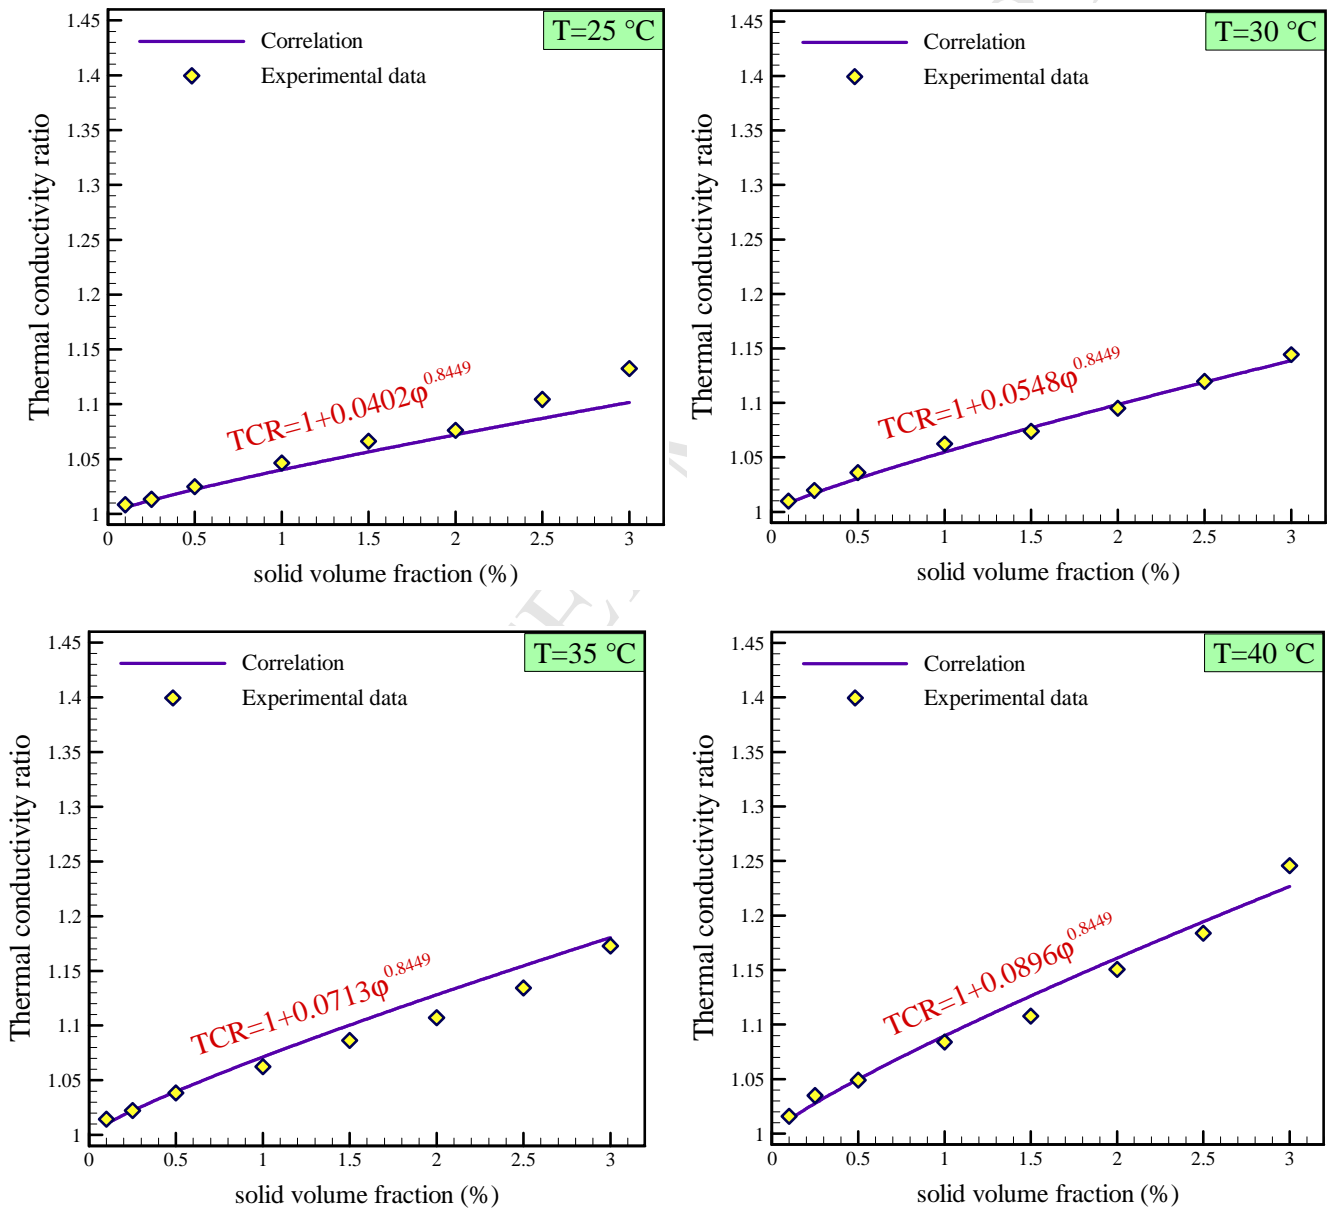 T=25 °C
Correlation
Experimental data
Thermal conductivity ratio
1.45
1.4
1.35
1.3
1.25
1.2
1.15
1.1
1.05
1
TCR=1+0.0402φ^0.8449
0 0.5 1 1.5 2 2.5 3
solid volume fraction (%)
T=30 °C
Correlation
Experimental data
Thermal conductivity ratio
1.45
1.4
1.35
1.3
1.25
1.2
1.15
1.1
1.05
1
TCR=1+0.0548φ^0.8449
0 0.5 1 1.5 2 2.5 3
solid volume fraction (%)
T=35 °C
Correlation
Experimental data
Thermal conductivity ratio
1.45
1.4
1.35
1.3
1.25
1.2
1.15
1.1
1.05
1
TCR=1+0.0713φ^0.8449
0 0.5 1 1.5 2 2.5 3
solid volume fraction (%)
T=40 °C
Correlation
Experimental data
Thermal conductivity ratio
1.45
1.4
1.35
1.3
1.25
1.2
1.15
1.1
1.05
1
TCR=1+0.0896φ^0.8449
0 0.5 1 1.5 2 2.5 3
solid volume fraction (%)